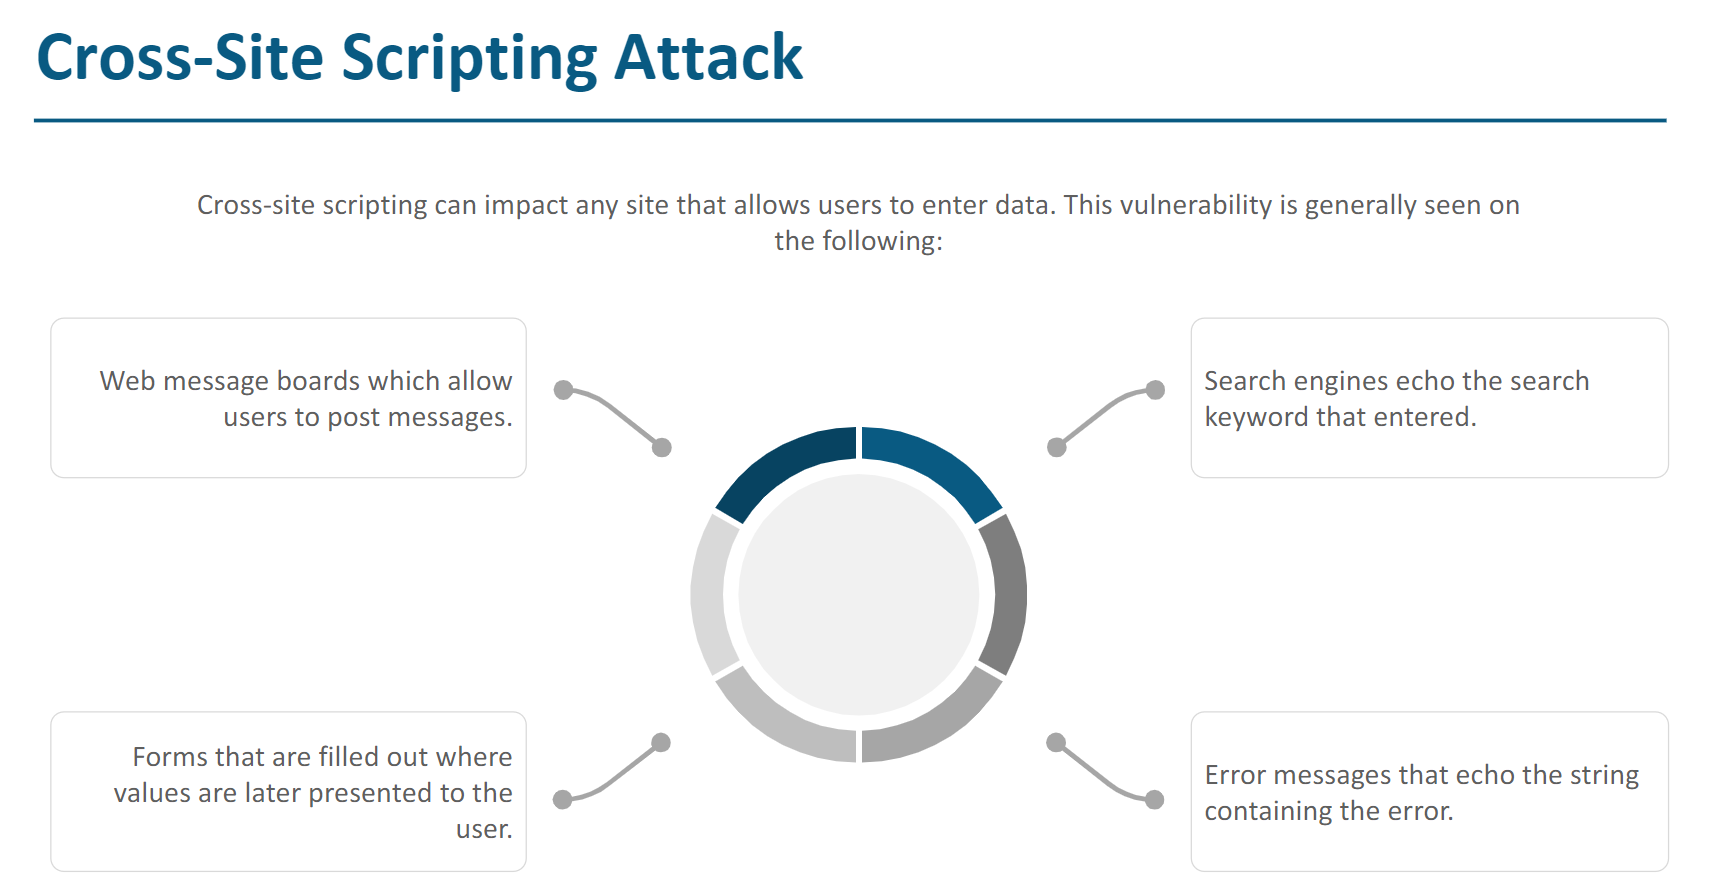 Cross-Site Scripting Attack
Cross-site scripting can impact any site that allows users to enter data. This vulnerability is generally seen on
the following:
Web message boards which allow
users to post messages.
Search engines echo the search
keyword that entered.
Forms that are filled out where
values are later presented to the
user.
Error messages that echo the string
containing the error.